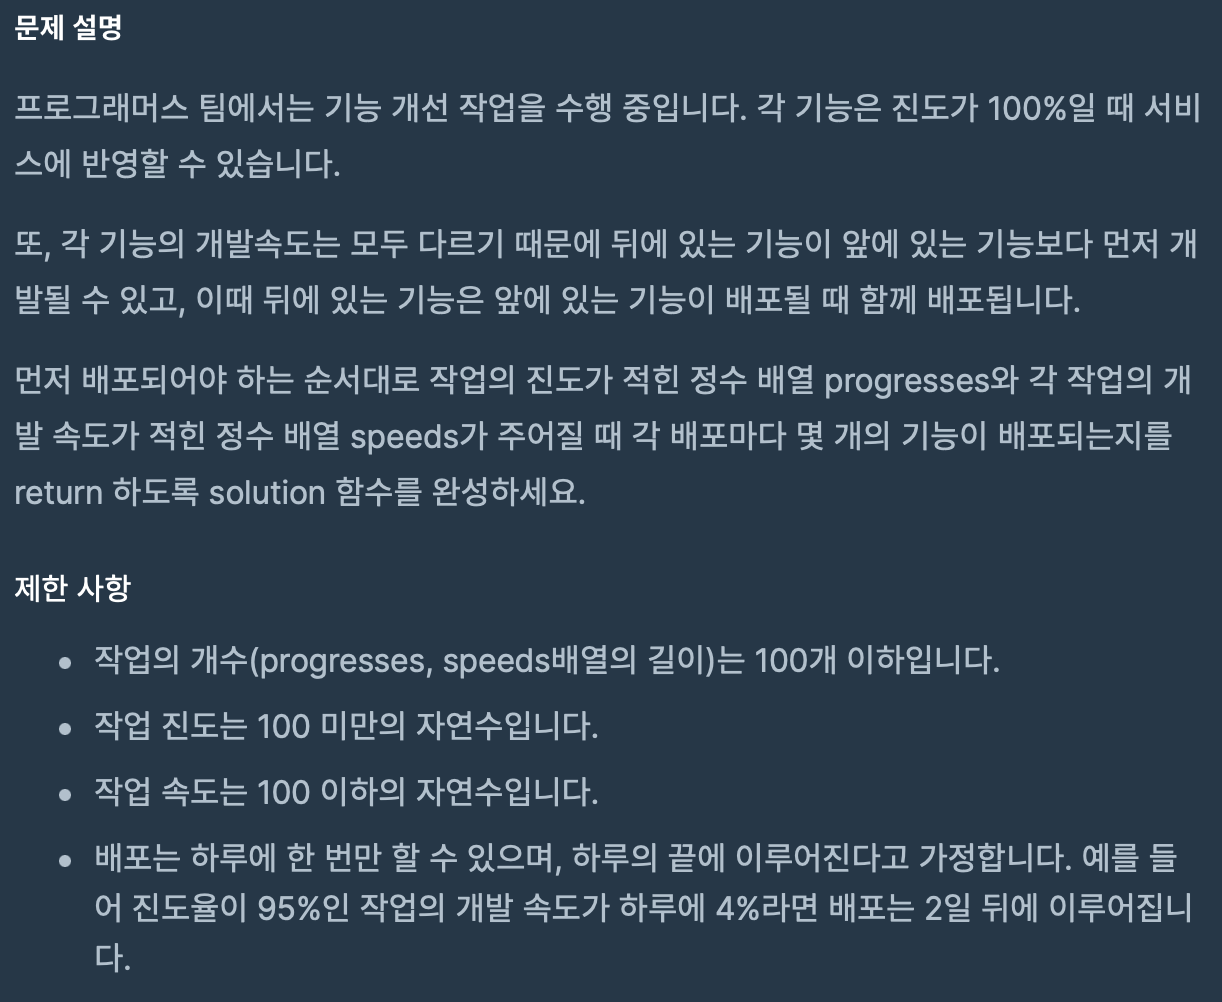 문제 설명
프로그래머스 팀에서는 기능 개선 작업을 수행 중입니다. 각 기능은 진도가 100%일 때 서비
스에 반영할 수 있습니다.
또, 각 기능의 개발속도는 모두 다르기 때문에 뒤에 있는 기능이 앞에 있는 기능보다 먼저 개
발될 수 있고, 이때 뒤에 있는 기능은 앞에 있는 기능이 배포될 때 함께 배포됩니다.
먼저 배포되어야 하는 순서대로 작업의 진도가 적힌 정수 배열 progresses와 각 작업의 개
발 속도가 적힌 정수 배열 speeds가 주어질 때 각 배포마다 몇 개의 기능이 배포되는지를
return 하도록 solution 함수를 완성하세요.
제한 사항
• 작업의 개수(progresses, speeds배열의 길이)는 100개 이하입니다.
• 작업 진도는 100 미만의 자연수입니다.
• 작업 속도는 100 이하의 자연수입니다.
• 배포는 하루에 한 번만 할 수 있으며, 하루의 끝에 이루어진다고 가정합니다. 예를 들
어 진도율이 95%인 작업의 개발 속도가 하루에 4%라면 배포는 2일 뒤에 이루어집니
다.